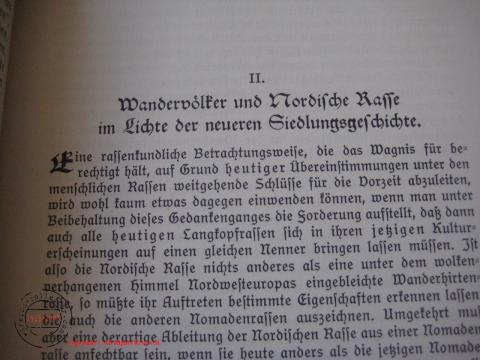 II.
Wandervölker und Nordische Rasse
im Lichte der neueren Siedlungsgeschichte.
Eine rassenkundliche Betrachtungsweise, die das Wagnis für be-
rechtigt hält, auf Grund heutiger Übereinstimmungen unter den
menschlichen Rassen weitgehende Schlüsse für die Vorzeit abzuleiten,
wird wohl kaum etwas dagegen einwenden können, wenn man unter
Beibehaltung dieses Gedankenganges die Forderung aufstellt, daß dann
auch alle heutigen Langkopfrassen sich in ihren jetzigen Kultur-
erscheinungen auf einen gleichen Nenner bringen lassen müssen. Ist
also die Nordische Rasse nichts anderes als eine unter dem wolken-
verhangenen Himmel Nordwesteuropas eingebleichte Wanderhirten-
rasse, so müßte ihr Auftreten bestimmte Eigenschaften erkennen lassen
die auch die anderen Nomadenrassen auszeichnen. Umgekehrt muß
aber eine derartige Ableitung der Nordischen Rasse aus einer Nomaden
rasse anfechtbar sein, wenn sie heute anders als die jetzigen Nomade